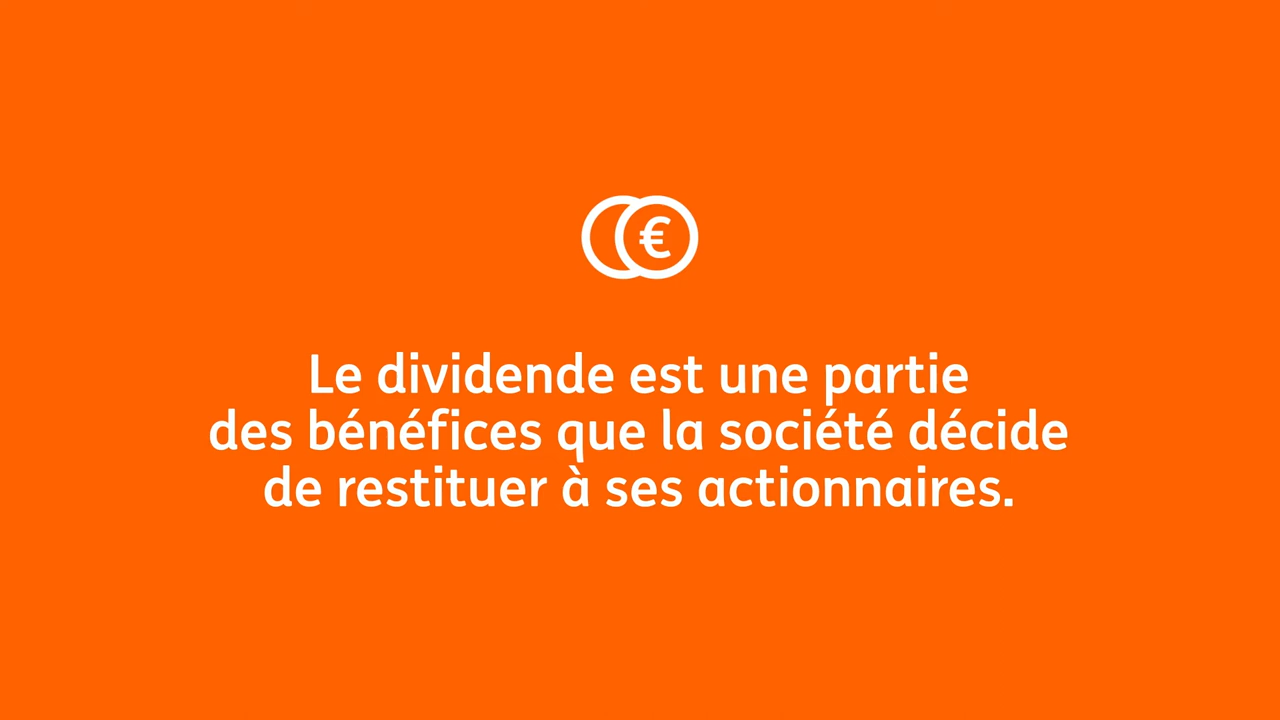 €
Le dividende est une partie
des bénéfices que la société décide
de restituer à ses actionnaires.